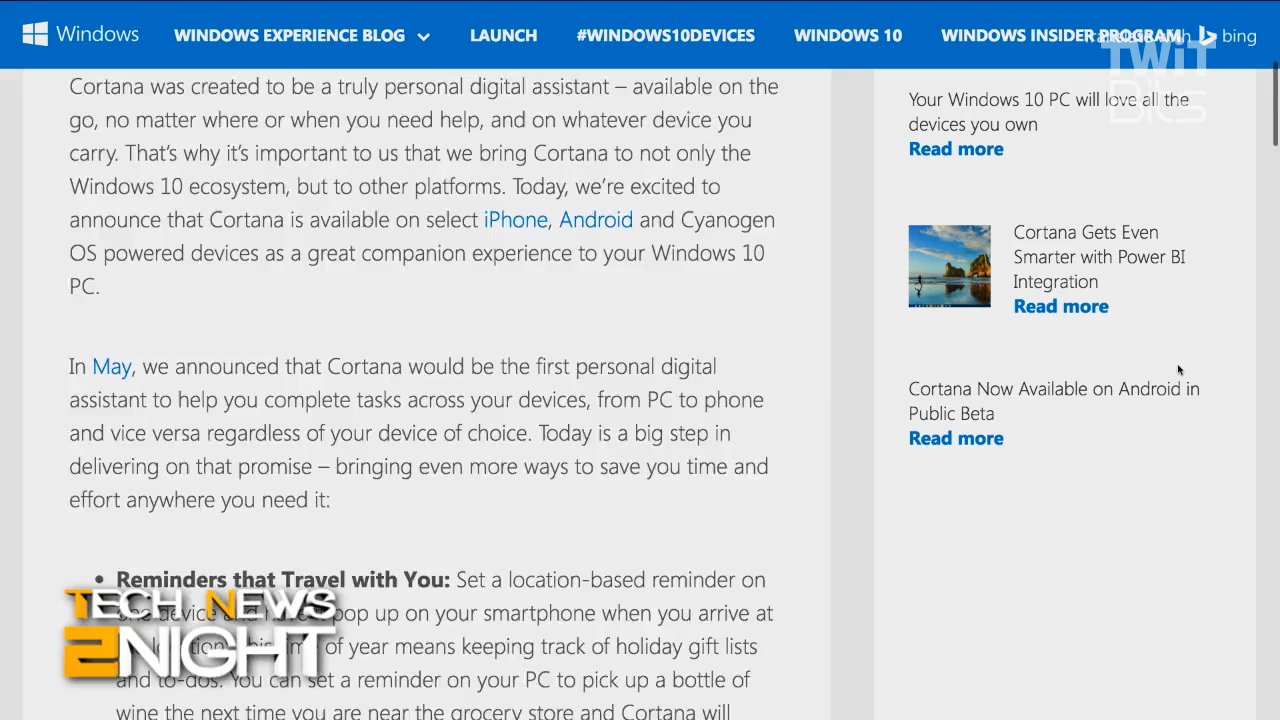 Windows
WINDOWS EXPERIENCE BLOG
LAUNCH
#WINDOWS10DEVICES
WINDOWS 10
WINDOWS INSIDER PROGRAM
bing
TWiT
Bits
Cortana was created to be a truly personal digital assistant – available on the
go, no matter where or when you need help, and on whatever device you
carry. That's why it's important to us that we bring Cortana to not only the
Windows 10 ecosystem, but to other platforms. Today, we're excited to
announce that Cortana is available on select iPhone, Android and Cyanogen
OS powered devices as a great companion experience to your Windows 10
PC.
In May, we announced that Cortana would be the first personal digital
assistant to help you complete tasks across your devices, from PC to phone
and vice versa regardless of your device of choice. Today is a big step in
delivering on that promise – bringing even more ways to save you time and
effort anywhere you need it:
• Reminders that Travel with You: Set a location-based reminder on
one device and pop up on your smartphone when you arrive at
of year means keeping track of holiday gift lists
and to-dos. You can set a reminder on your PC to pick up a bottle of
wine the next time you are near the grocery store and Cortana will
Your Windows 10 PC will love all the
devices you own
Read more
Cortana Gets Even
Smarter with Power BI
Integration
Read more
Cortana Now Available on Android in
Public Beta
Read more
TECH NEWS
2NIGHT